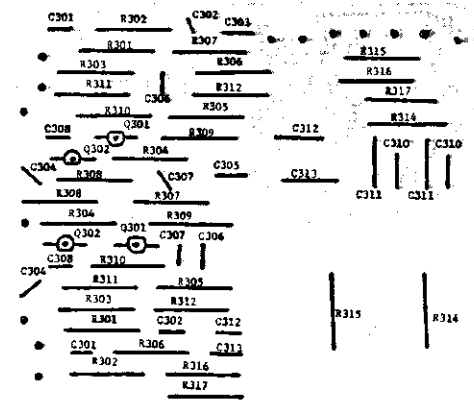 C301 R302 C302 C303
R301 R307
R303 R306 R315
R311 C306 R312 R316
R317
R310 Q301 R305 R314
C308 R309 C312
Q302 R304 C310 C310
C304 R308 C307 C305 C313
R308 R307 C311 C311
R304 R309
Q302 Q301 C307 C306
C308 R310
C304 R311 R305
R303 R312
R301 C302 C312 R315 R314
C301 R306 C313
R302 R316
R317